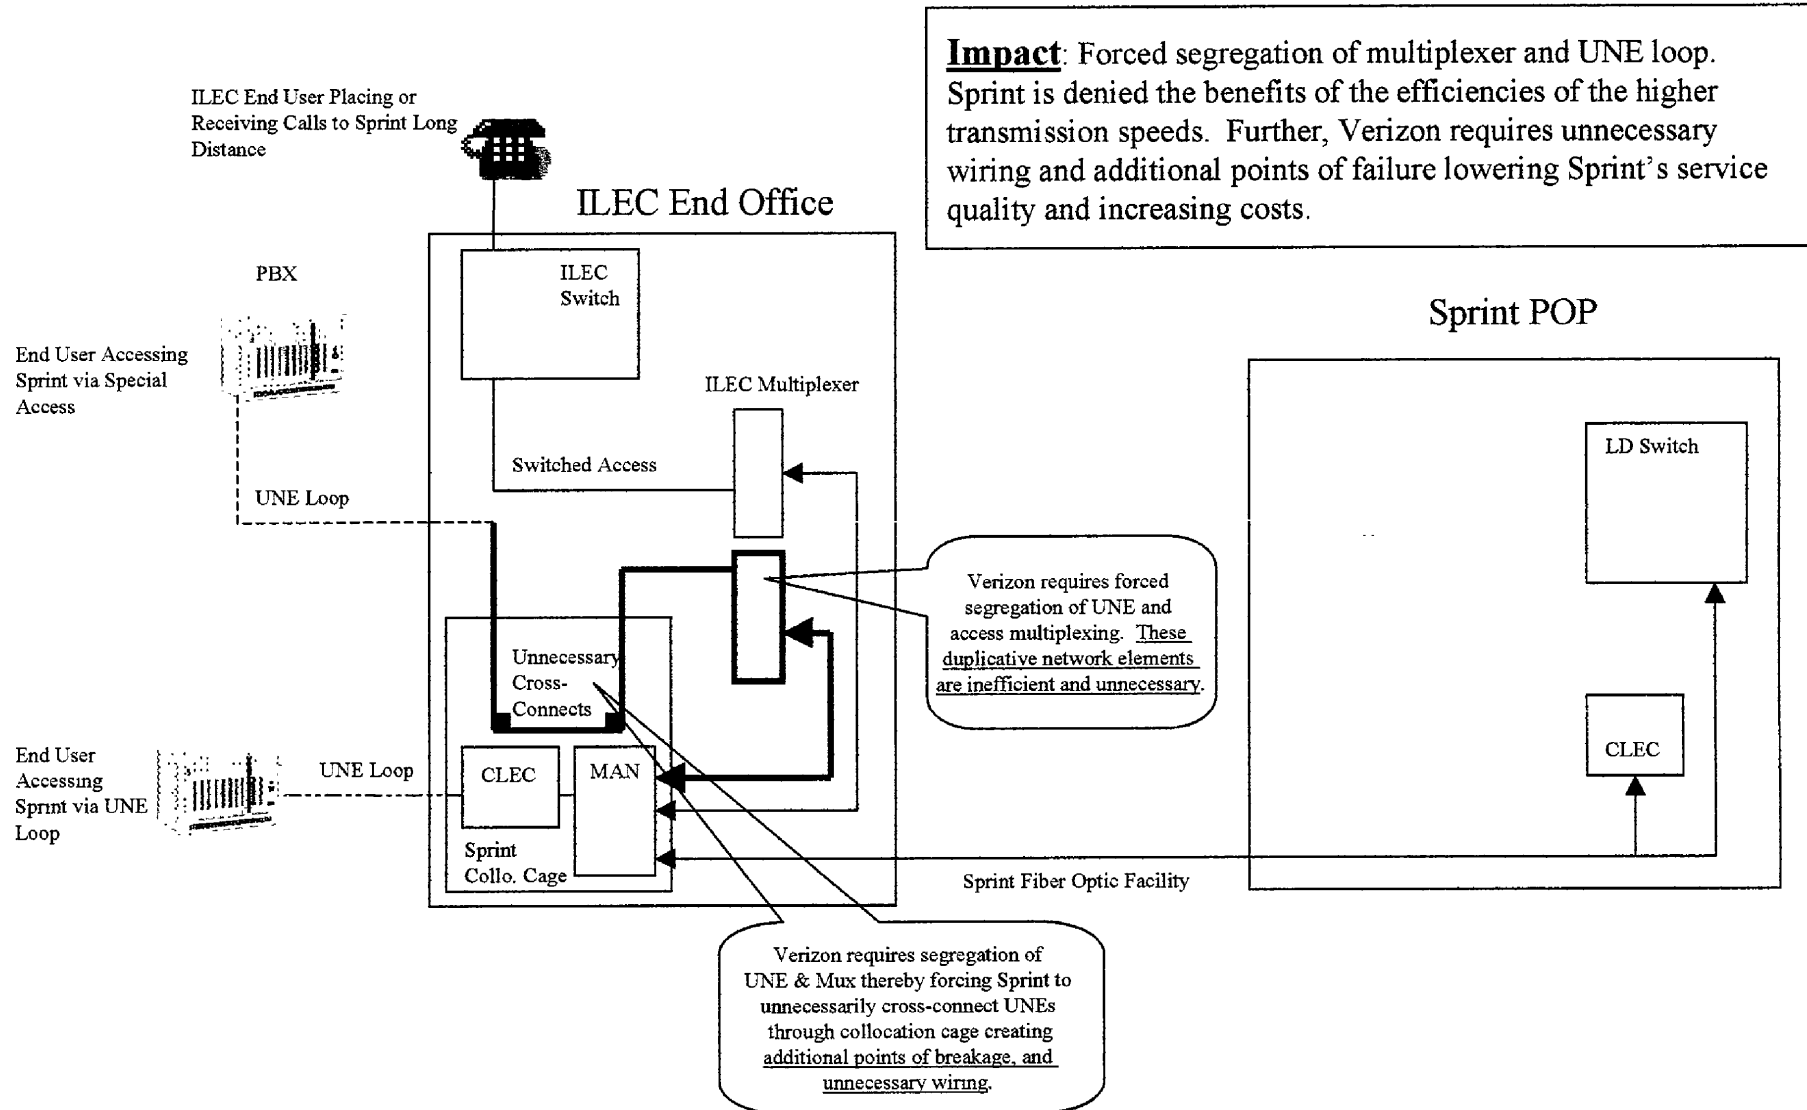 Impact: Forced segregation of multiplexer and UNE loop.
Sprint is denied the benefits of the efficiencies of the higher
transmission speeds. Further, Verizon requires unnecessary
wiring and additional points of failure lowering Sprint's service
quality and increasing costs.
ILEC End User Placing or
Receiving Calls to Sprint Long
Distance
ILEC End Office
PBX
ILEC
Switch
Sprint POP
End User Accessing
Sprint via Special
Access
ILEC Multiplexer
LD Switch
Switched Access
UNE Loop
Verizon requires forced
segregation of UNE and
access multiplexing. These
duplicative network elements
are inefficient and unnecessary.
Unnecessary
Cross-
Connects
End User
Accessing
Sprint via UNE
Loop
UNE Loop
CLEC
MAN
CLEC
Sprint
Collo. Cage
Sprint Fiber Optic Facility
Verizon requires segregation of
UNE & Mux thereby forcing Sprint to
unnecessarily cross-connect UNEs
through collocation cage creating
additional points of breakage, and
unnecessary wiring.